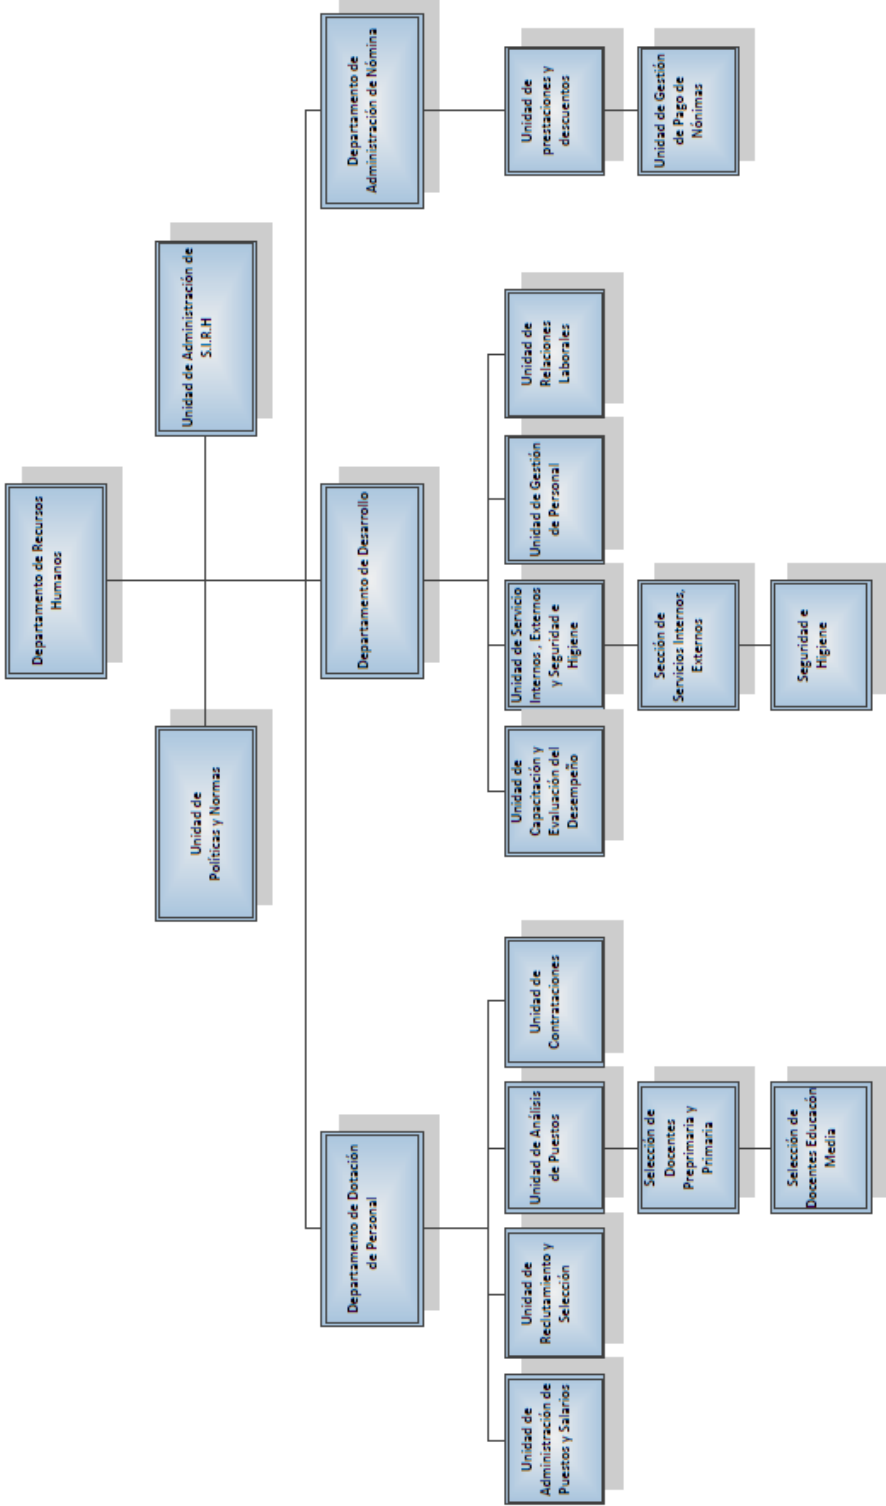 Departamento de Recursos
Humanos
Unidad de
Políticas y Normas
Unidad de Administración de
S.I.R.H
Departamento de Dotación
de Personal
Departamento de Desarrollo
Departamento de
Administración de Nómina
Unidad de
Administración de
Puestos y Salarios
Unidad de
Reclutamiento y
Selección
Unidad de Análisis
de Puestos
Unidad de
Contrataciones
Unidad de
Capacitación y
Evaluación del
Desempeño
Unidad de Servicio
Internos , Externos
y Seguridad e
Higiene
Unidad de Gestión
de Personal
Unidad de
Relaciones
Laborales
Unidad de
prestaciones y
descuentos
Selección de
Docentes
Preprimaria y
Primaria
Sección de
Servicios Internos,
Externos
Unidad de Gestión
de Pago de
Nónimas
Selección de
Docentes Educacón
Media
Seguridad e
Higiéne